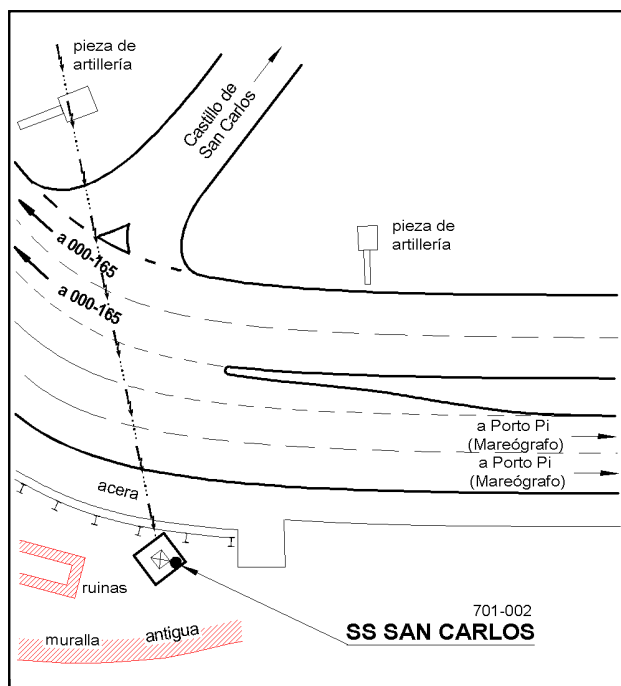 pieza de
artillería
Castillo de
San Carlos
pieza de
artillería
a 000-165
a 000-165
a Porto Pi
(Mareógrafo)
a Porto Pi
(Mareógrafo)
acera
ruinas
muralla antigua
701-002
SS SAN CARLOS